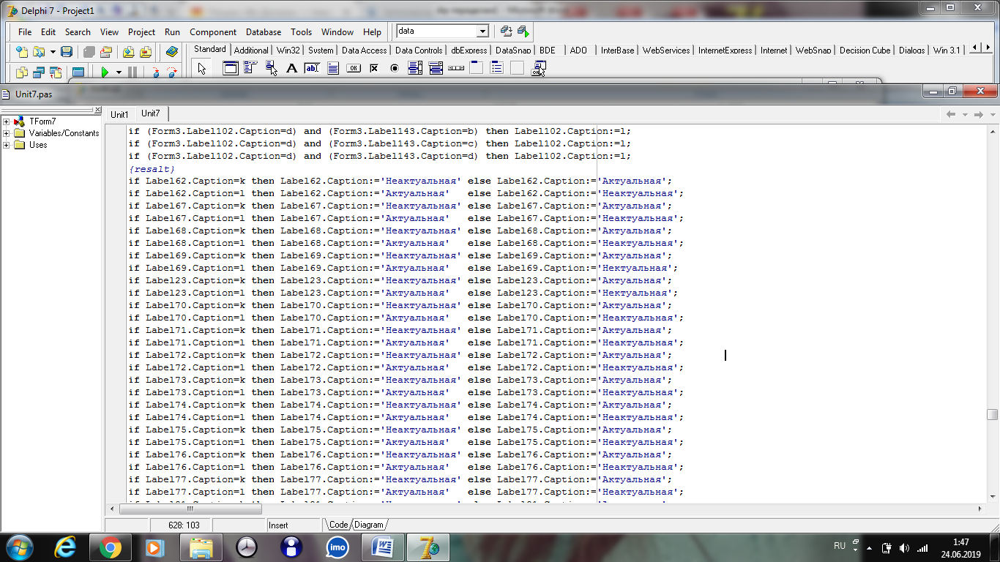 Delphi 7 - Project1
File Edit Search View Project Run Component Database Tools Window Help data
Standard Additional Win32 System Data Access Data Controls dbExpress DataSnap BDE ADO InterBase WebServices InternetExpress Internet WebSnap Decision Cube Dialogs Win 3.1
Unit7.pas
TForm7
Variables/Constants
Uses
Unit1 Unit7
if (Form3.Label102.Caption=d) and (Form3.Label143.Caption=b) then Label102.Caption:=l;
if (Form3.Label102.Caption=d) and (Form3.Label143.Caption=c) then Label102.Caption:=l;
if (Form3.Label102.Caption=d) and (Form3.Label143.Caption=d) then Label102.Caption:=l;
{resalt}
if Label62.Caption=k then Label62.Caption:='Неактуальная' else Label62.Caption:='Актуальная';
if Label62.Caption=l then Label62.Caption:='Актуальная' else Label62.Caption:='Неактуальная';
if Label67.Caption=k then Label67.Caption:='Неактуальная' else Label67.Caption:='Актуальная';
if Label67.Caption=l then Label67.Caption:='Актуальная' else Label67.Caption:='Неактуальная';
if Label68.Caption=k then Label68.Caption:='Неактуальная' else Label68.Caption:='Актуальная';
if Label68.Caption=l then Label68.Caption:='Актуальная' else Label68.Caption:='Неактуальная';
if Label69.Caption=k then Label69.Caption:='Неактуальная' else Label69.Caption:='Актуальная';
if Label69.Caption=l then Label69.Caption:='Актуальная' else Label69.Caption:='Нектуальная';
if Label23.Caption=k then Label23.Caption:='Неактуальная' else Label23.Caption:='Актуальная';
if Label23.Caption=l then Label23.Caption:='Актуальная' else Label23.Caption:='Нектуальная';
if Label70.Caption=k then Label70.Caption:='Неактуальная' else Label70.Caption:='Актуальная';
if Label70.Caption=l then Label70.Caption:='Актуальная' else Label70.Caption:='Неактуальная';
if Label71.Caption=k then Label71.Caption:='Неактуальная' else Label71.Caption:='Актуальная';
if Label71.Caption=l then Label71.Caption:='Актуальная' else Label71.Caption:='Неактуальная';
if Label72.Caption=k then Label72.Caption:='Неактуальная' else Label72.Caption:='Актуальная';
if Label72.Caption=l then Label72.Caption:='Актуальная' else Label72.Caption:='Неактуальная';
if Label73.Caption=k then Label73.Caption:='Неактуальная' else Label73.Caption:='Актуальная';
if Label73.Caption=l then Label73.Caption:='Актуальная' else Label73.Caption:='Неактуальная';
if Label74.Caption=k then Label74.Caption:='Неактуальная' else Label74.Caption:='Актуальная';
if Label74.Caption=l then Label74.Caption:='Актуальная' else Label74.Caption:='Неактуальная';
if Label75.Caption=k then Label75.Caption:='Неактуальная' else Label75.Caption:='Актуальная';
if Label75.Caption=l then Label75.Caption:='Актуальная' else Label75.Caption:='Неактуальная';
if Label76.Caption=k then Label76.Caption:='Неактуальная' else Label76.Caption:='Актуальная';
if Label76.Caption=l then Label76.Caption:='Актуальная' else Label76.Caption:='Неактуальная';
if Label77.Caption=k then Label77.Caption:='Неактуальная' else Label77.Caption:='Актуальная';
if Label77.Caption=l then Label77.Caption:='Актуальная' else Label77.Caption:='Неактуальная';
628: 103 Insert Code Diagram
imo RU 1:47
24.06.2019